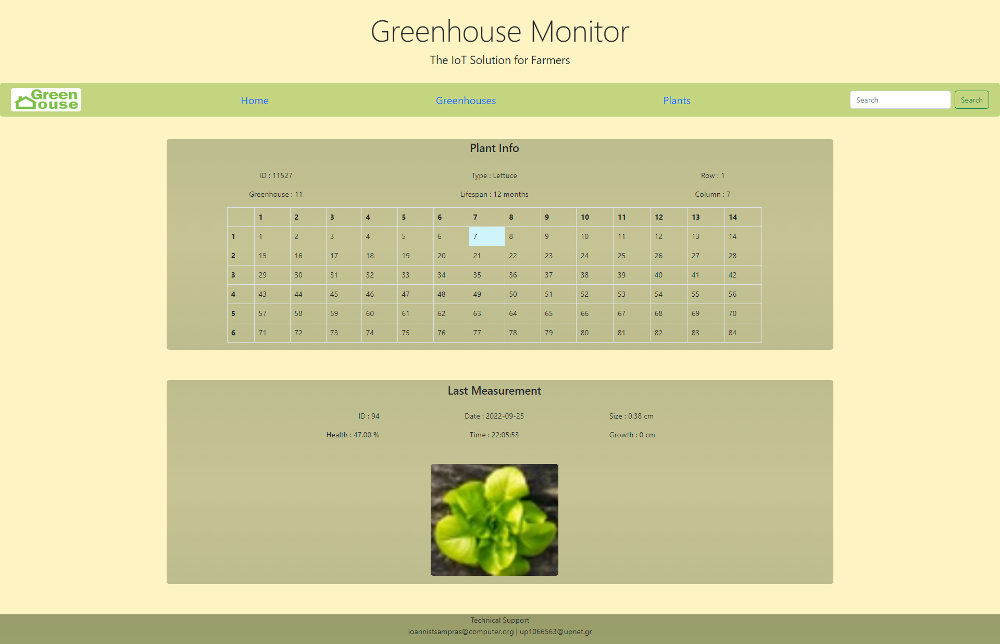 Greenhouse Monitor
The IoT Solution for Farmers
Green
ouse
Home Greenhouses Plants Search Search
Plant Info
ID : 11527 Type : Lettuce Row : 1
Greenhouse : 11 Lifespan : 12 months Column : 7
1 2 3 4 5 6 7 8 9 10 11 12 13 14
1 1 2 3 4 5 6 7 8 9 10 11 12 13 14
2 15 16 17 18 19 20 21 22 23 24 25 26 27 28
3 29 30 31 32 33 34 35 36 37 38 39 40 41 42
4 43 44 45 46 47 48 49 50 51 52 53 54 55 56
5 57 58 59 60 61 62 63 64 65 66 67 68 69 70
6 71 72 73 74 75 76 77 78 79 80 81 82 83 84
Last Measurement
ID : 94 Date : 2022-09-25 Size : 0.38 cm
Health : 47.00 % Time : 22:05:53 Growth : 0 cm
Technical Support
ioannistsampras@computer.org | up1066563@upnet.gr